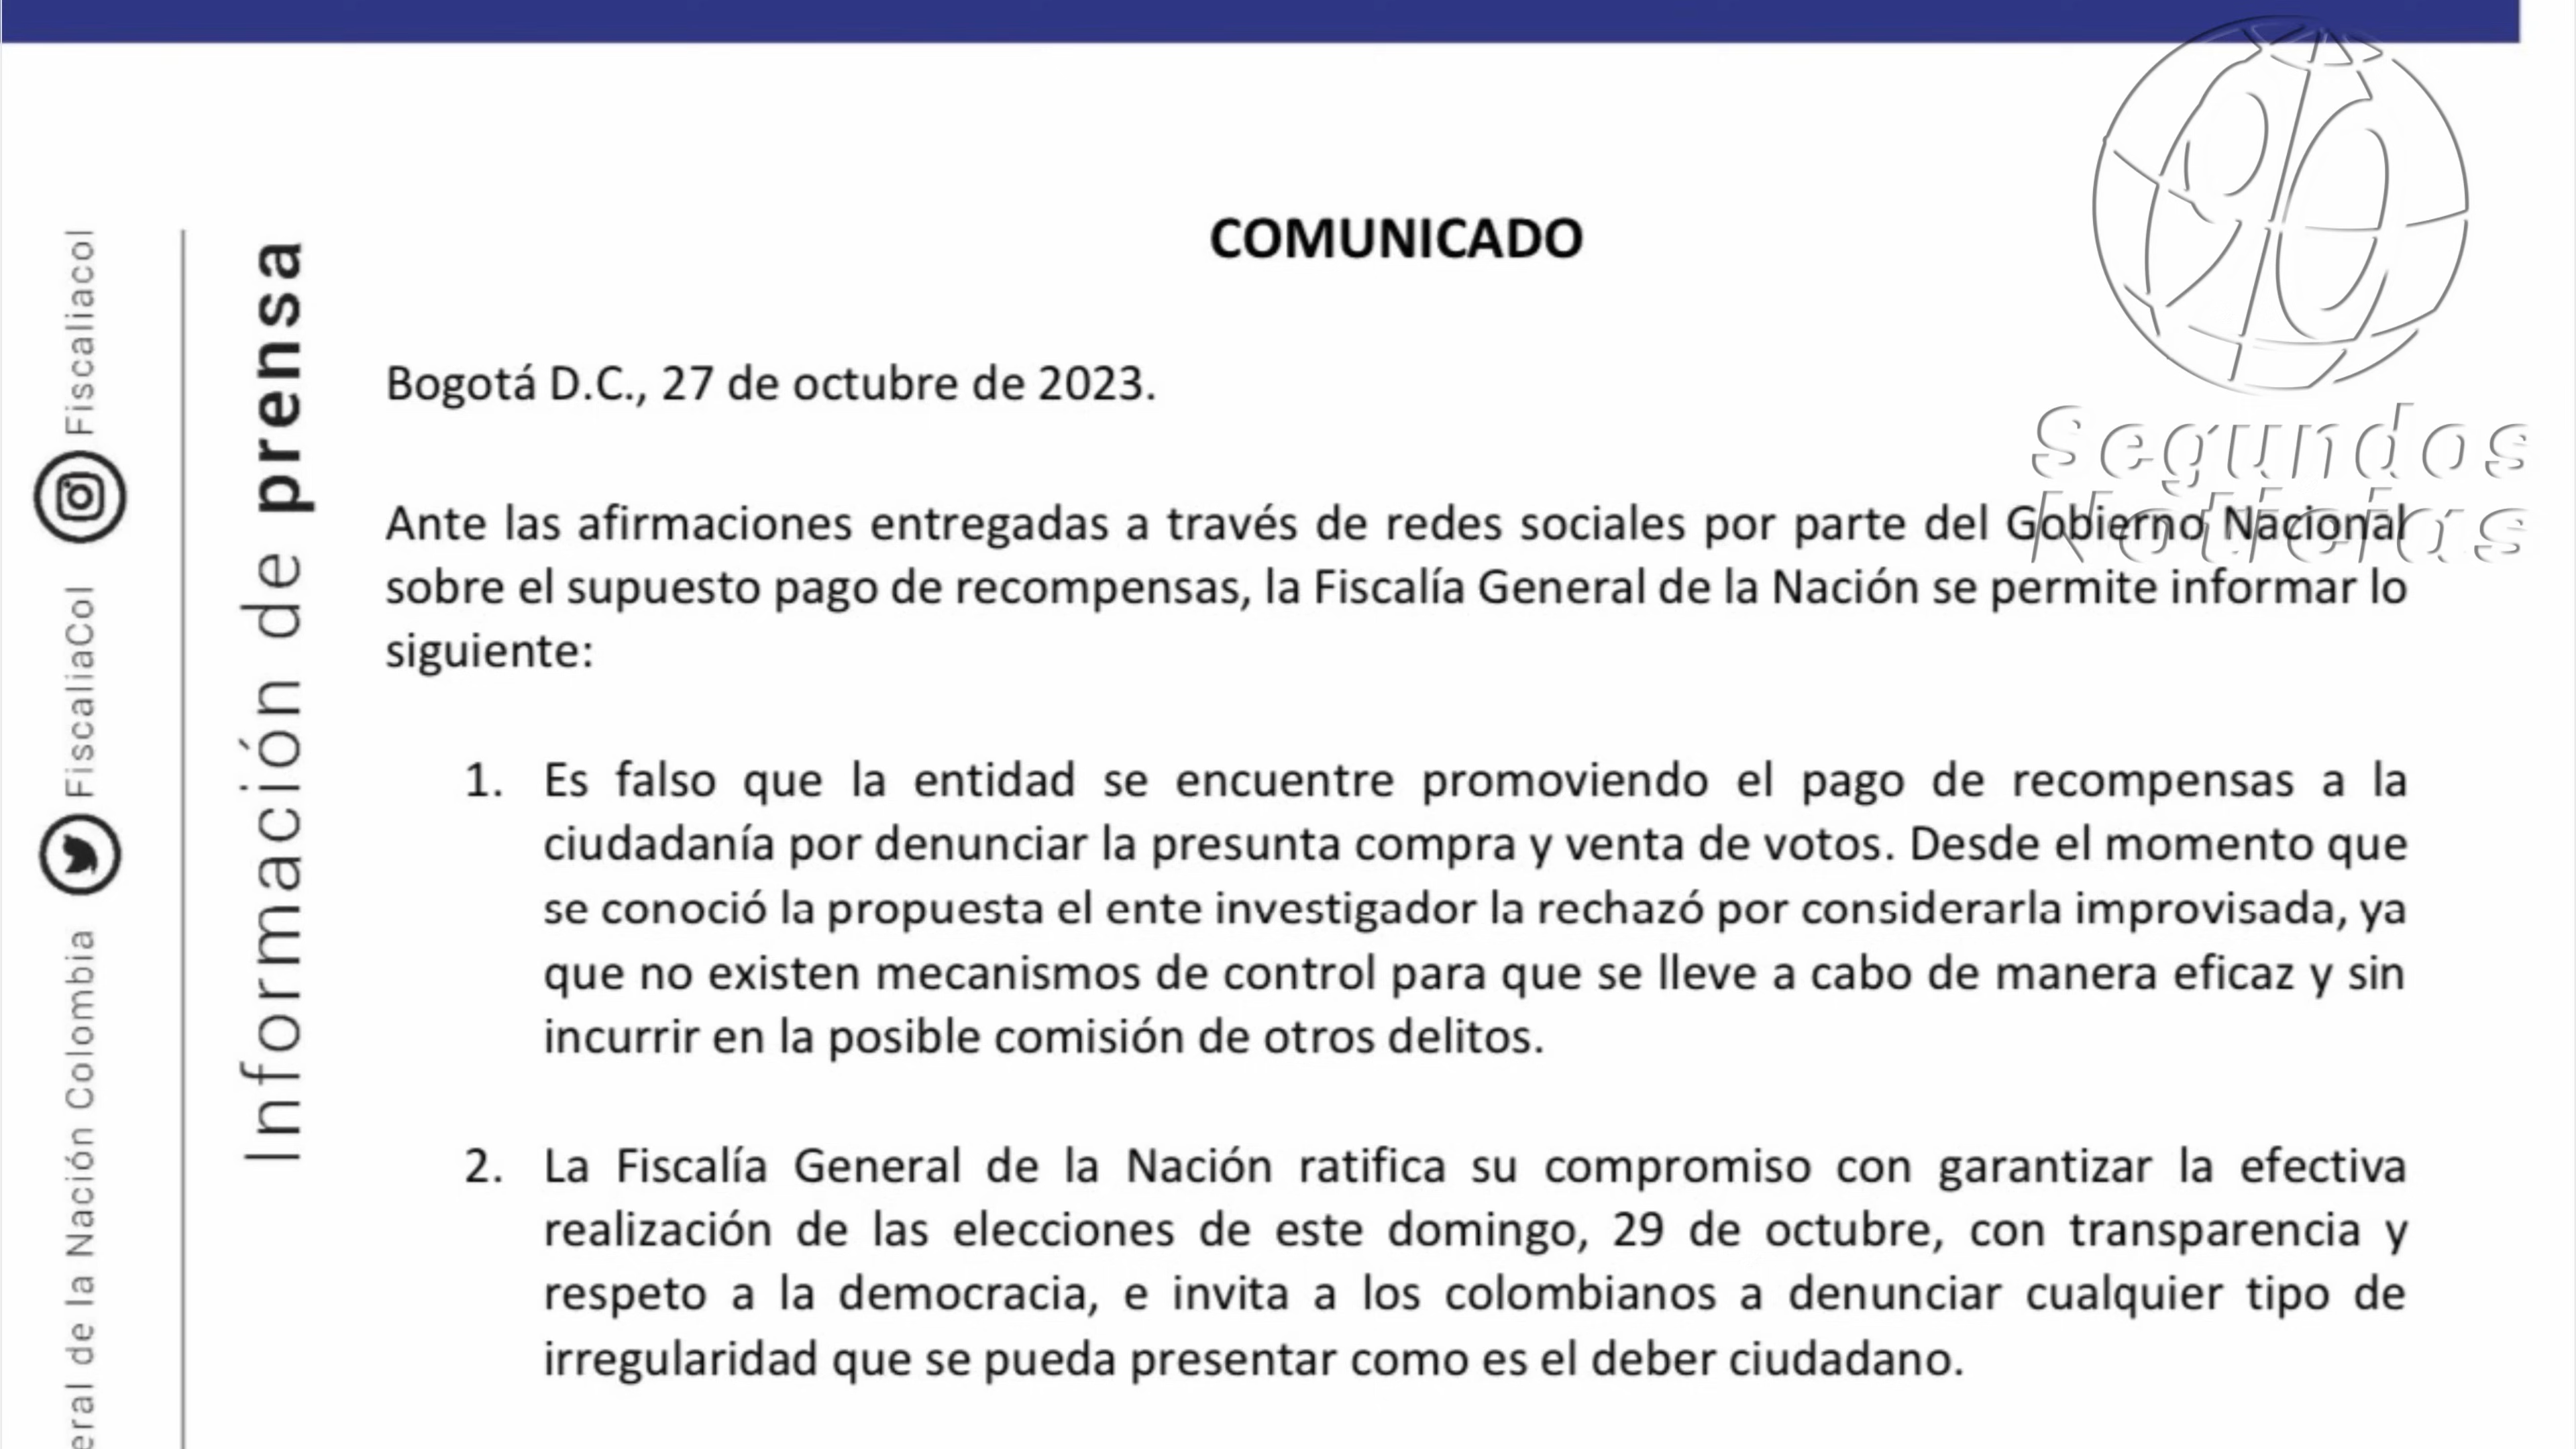 COMUNICADO
Bogotá D.C., 27 de octubre de 2023.
Ante las afirmaciones entregadas a través de redes sociales por parte del Gobierno Nacional
sobre el supuesto pago de recompensas, la Fiscalía General de la Nación se permite informar lo
siguiente:
1. Es falso que la entidad se encuentre promoviendo el pago de recompensas a la
ciudadanía por denunciar la presunta compra y venta de votos. Desde el momento que
se conoció la propuesta el ente investigador la rechazó por considerarla improvisada, ya
que no existen mecanismos de control para que se lleve a cabo de manera eficaz y sin
incurrir en la posible comisión de otros delitos.
2. La Fiscalía General de la Nación ratifica su compromiso con garantizar la efectiva
realización de las elecciones de este domingo, 29 de octubre, con transparencia y
respeto a la democracia, e invita a los colombianos a denunciar cualquier tipo de
irregularidad que se pueda presentar como es el deber ciudadano.
Información de prensa
eral de la Nación Colombia FiscaliaCol Fiscaliacol
90
Segundos
Noticias